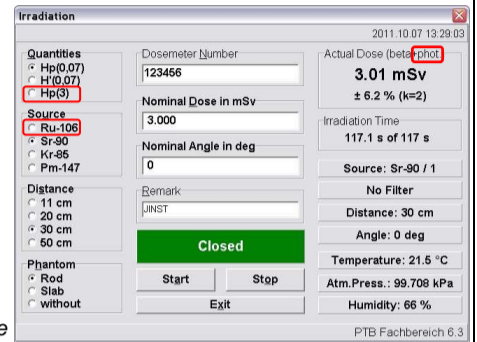 Irradiation
2011.10.07 13:29:03
Quantities
Hp(0,07)
H'(0,07)
Hp(3)
Source
Ru-106
Sr-90
Kr-85
Pm-147
Distance
11 cm
20 cm
30 cm
50 cm
Phantom
Rod
Slab
without
Dosemeter Number
123456
Nominal Dose in mSv
3.000
Nominal Angle in deg
0
Remark
JINST
Closed
Start Stop
Exit
Actual Dose (beta+phot.)
3.01 mSv
± 6.2 % (k=2)
Irradiation Time
117.1 s of 117 s
Source: Sr-90 / 1
No Filter
Distance: 30 cm
Angle: 0 deg
Temperature: 21.5 °C
Atm.Press.: 99.708 kPa
Humidity: 66 %
PTB Fachbereich 6.3
e